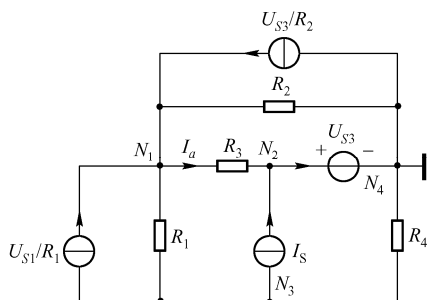 U_{S3}/R_2
R_2
N_1
I_a
R_3
N_2
+
U_{S3}
−
N_4
U_{S1}/R_1
R_1
I_S
R_4
N_3